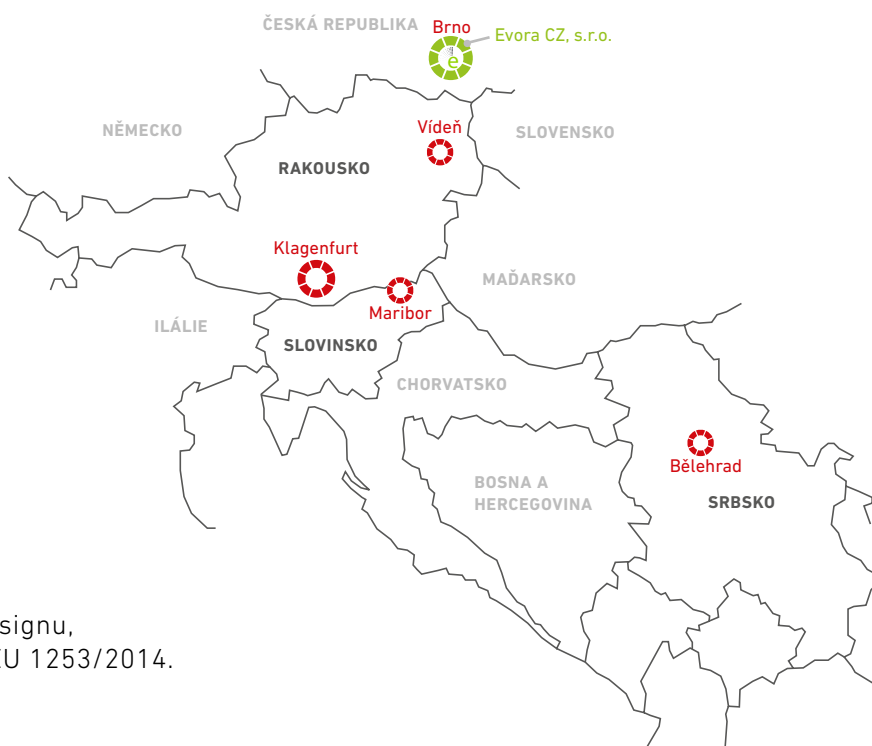 ČESKÁ REPUBLIKA
Brno
Evora CZ, s.r.o.
e
NĚMECKO
Vídeň
SLOVENSKO
RAKOUSKO
Klagenfurt
MAĎARSKO
Maribor
ILÁLIE
SLOVINSKO
CHORVATSKO
Bělehrad
BOSNA A
HERCEGOVINA
SRBSKO
signu,
EU 1253/2014.